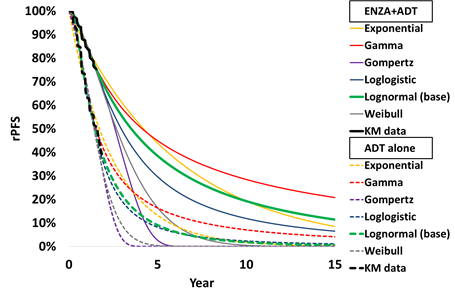 100%
90%
80%
70%
60%
50%
40%
30%
20%
10%
0%
rPFS
0
5
10
15
Year
ENZA+ADT
Exponential
Gamma
Gompertz
Loglogistic
Lognormal (base)
Weibull
KM data
ADT alone
Exponential
Gamma
Gompertz
Loglogistic
Lognormal (base)
Weibull
KM data